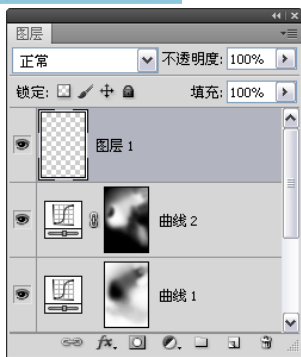 图层
正常 不透明度: 100%
锁定: 填充: 100%
图层 1
曲线 2
曲线 1
fx.